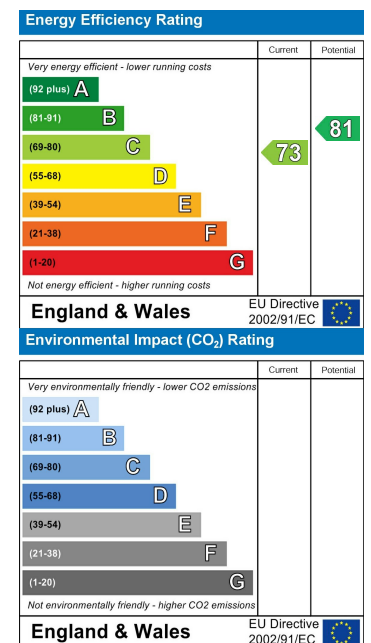 Energy Efficiency Rating
Current Potential
Very energy efficient - lower running costs
(92 plus) A
(81-91) B
(69-80) C
(55-68) D
(39-54) E
(21-38) F
(1-20) G
73
81
Not energy efficient - higher running costs
England & Wales
EU Directive
2002/91/EC
Environmental Impact (CO₂) Rating
Current Potential
Very environmentally friendly - lower CO2 emissions
(92 plus) A
(81-91) B
(69-80) C
(55-68) D
(39-54) E
(21-38) F
(1-20) G
Not environmentally friendly - higher CO2 emissions
England & Wales
EU Directive
2002/91/EC